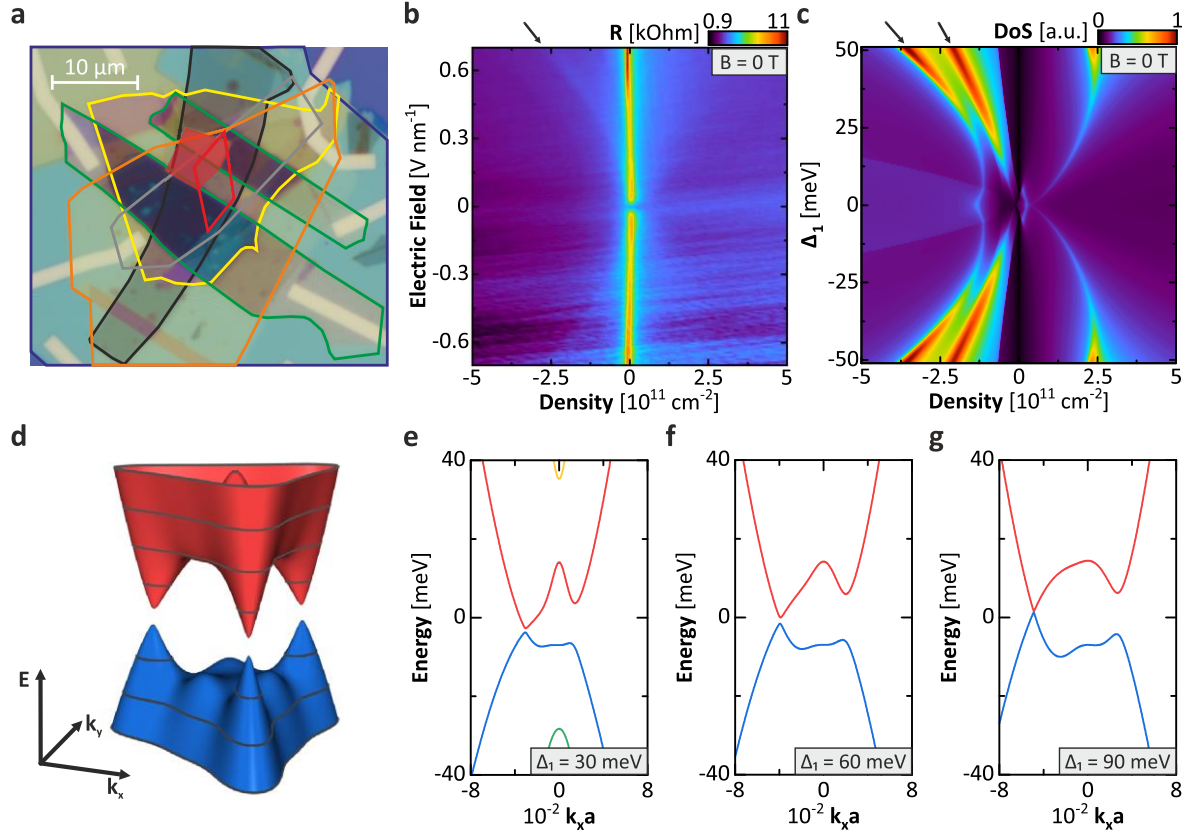 a
10 μm
b
R [kOhm]
0.9
11
B = 0 T
0.6
0.3
0
-0.3
-0.6
Electric Field [V nm-1]
-5
-2.5
0
2.5
5
Density [10¹¹ cm-2]
c
DoS [a.u.]
0
1
B = 0 T
50
25
0
-25
-50
Δ₁ [meV]
-5
-2.5
0
2.5
5
Density [10¹¹ cm-2]
d
E
ky
kx
e
40
0
-40
Energy [meV]
Δ₁ = 30 meV
-8
0
8
10-2 kxa
f
40
0
-40
Energy [meV]
Δ₁ = 60 meV
-8
0
8
10-2 kxa
g
40
0
-40
Energy [meV]
Δ₁ = 90 meV
-8
0
8
10-2 kxa